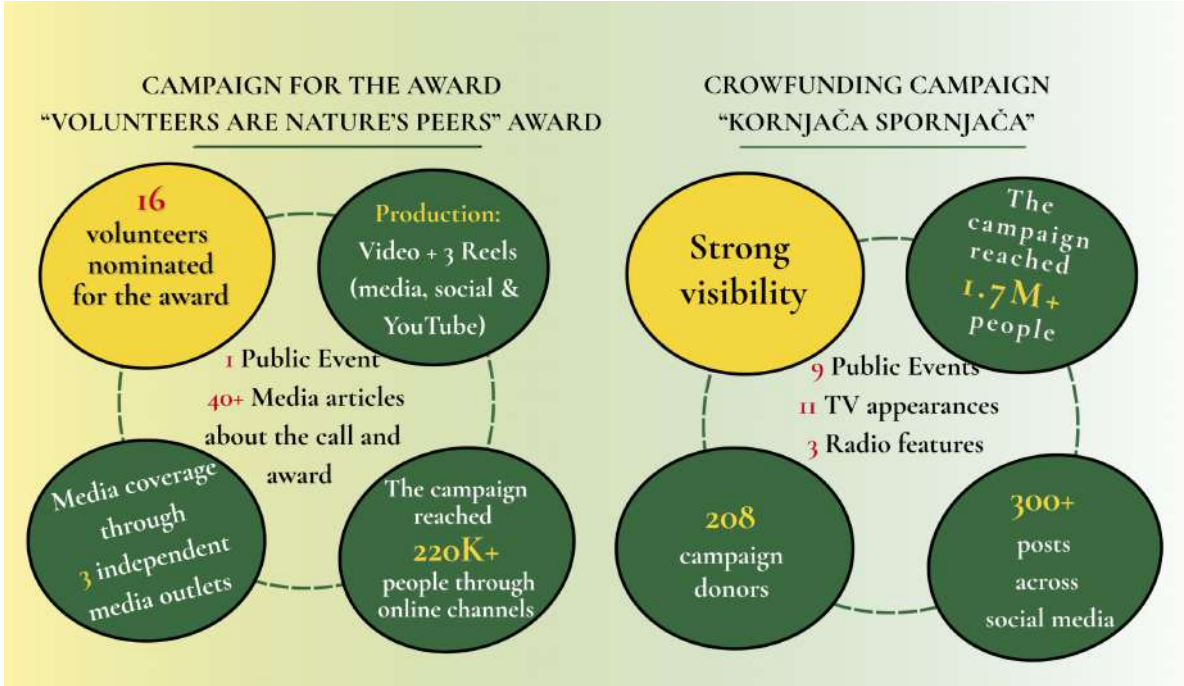 CAMPAIGN FOR THE AWARD
“VOLUNTEERS ARE NATURE’S PEERS” AWARD
16
volunteers
nominated
for the award
Production:
Video + 3 Reels
(media, social &
YouTube)
1 Public Event
40+ Media articles
about the call and
award
Media coverage
through
3 independent
media outlets
The campaign
reached
220K+
people through
online channels
CROWFUNDING CAMPAIGN
“KORNJAČA SPORNJAČA”
Strong
visibility
The
campaign
reached
1.7M+
people
9 Public Events
11 TV appearances
3 Radio features
208
campaign
donors
300+
posts
across
social media